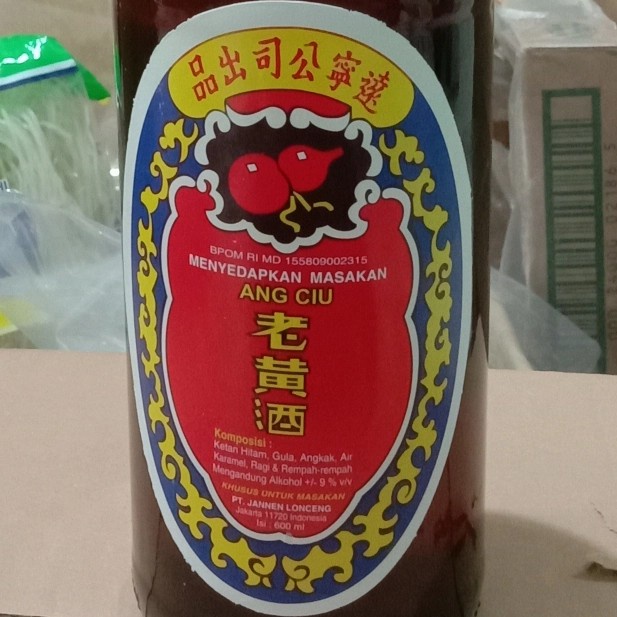 遼寧公司出品
BPOM RI MD 155809002315
MENYEDAPKAN MASAKAN
ANG CIU
老黃酒
Komposisi :
Ketan Hitam, Gula, Angkak, Air
Karamel, Ragi & Rempah-rempah
Mengandung Alkohol +/- 9 % v/v
KHUSUS UNTUK MASAKAN
PT. JANNEN LONCENG
Jakarta 11720 Indonesia
Isi : 600 ml